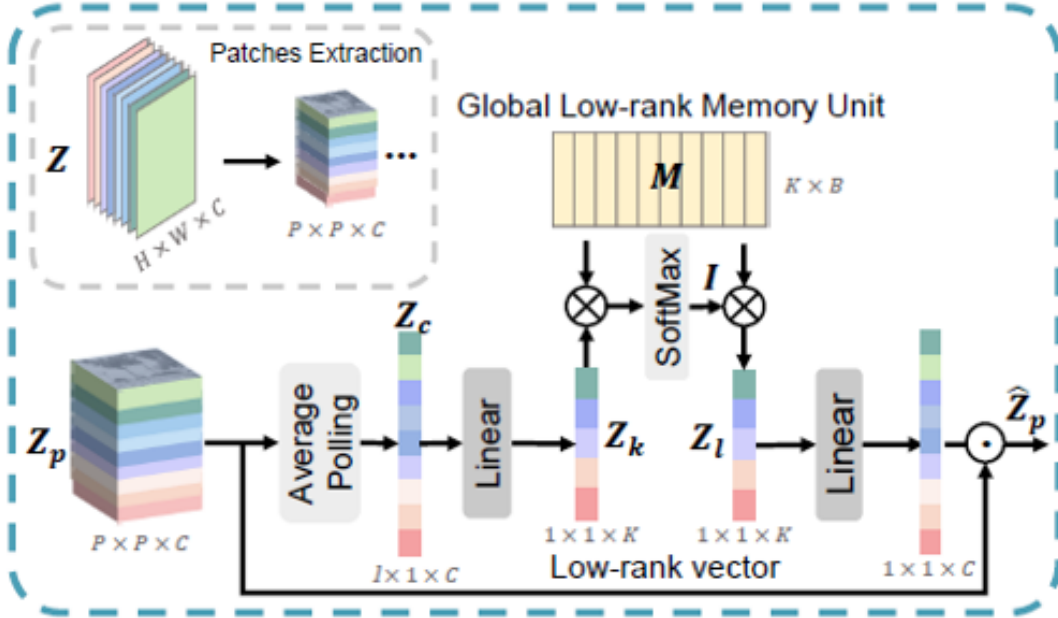 Patches Extraction
Z
H × W × C
P × P × C
...
Global Low-rank Memory Unit
M
K × B
SoftMax
I
Z_c
Z_p
P × P × C
Average
Polling
1 × 1 × C
Linear
Z_k
1 × 1 × K
Z_l
1 × 1 × K
Low-rank vector
Linear
1 × 1 × C
Ẑ_p